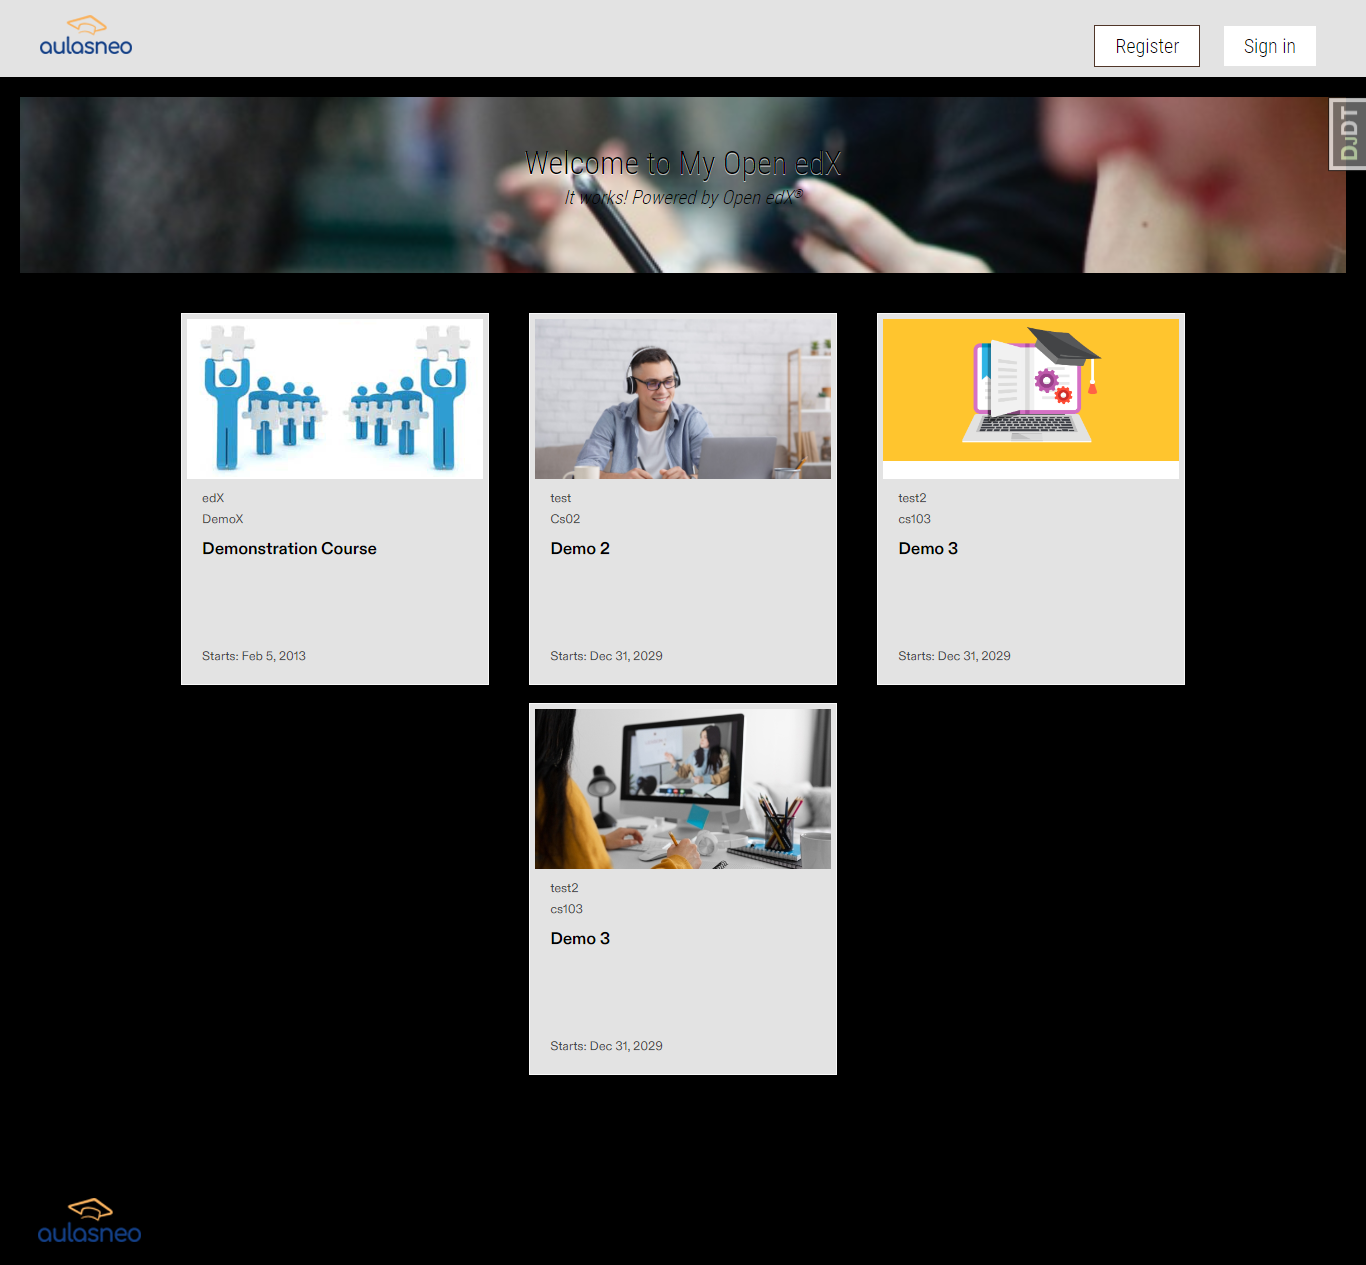 aulasneo
Register
Sign in
DJDT
Welcome to My Open edX
It works! Powered by Open edX®
edX
DemoX
Demonstration Course
Starts: Feb 5, 2013
test
Cs02
Demo 2
Starts: Dec 31, 2029
test2
cs103
Demo 3
Starts: Dec 31, 2029
test2
cs103
Demo 3
Starts: Dec 31, 2029
aulasneo